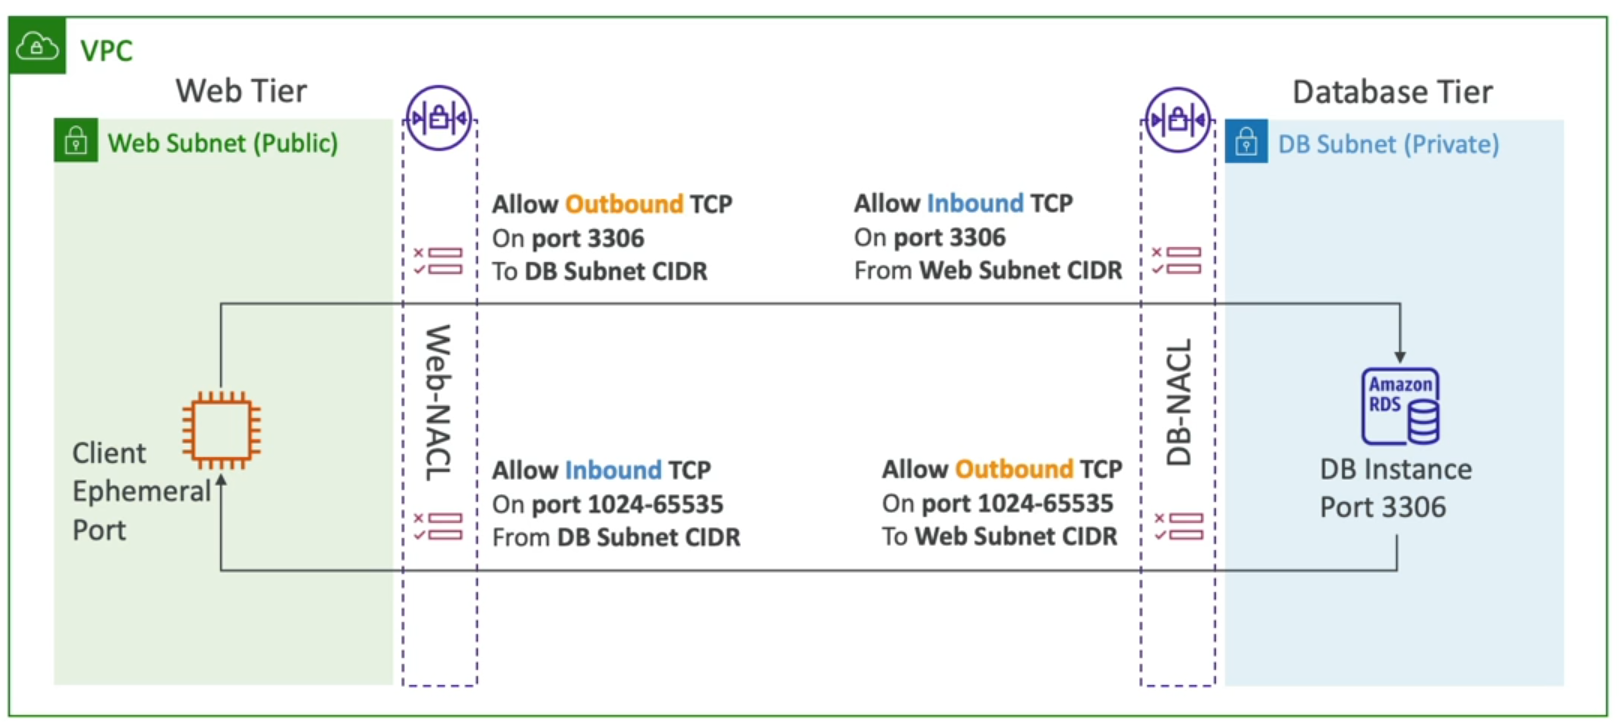 VPC
Web Tier
Database Tier
Web Subnet (Public)
DB Subnet (Private)
Allow Outbound TCP
On port 3306
To DB Subnet CIDR
Allow Inbound TCP
On port 3306
From Web Subnet CIDR
Web-NACL
DB-NACL
Amazon
RDS
Client
Ephemeral
Port
Allow Inbound TCP
On port 1024-65535
From DB Subnet CIDR
Allow Outbound TCP
On port 1024-65535
To Web Subnet CIDR
DB Instance
Port 3306